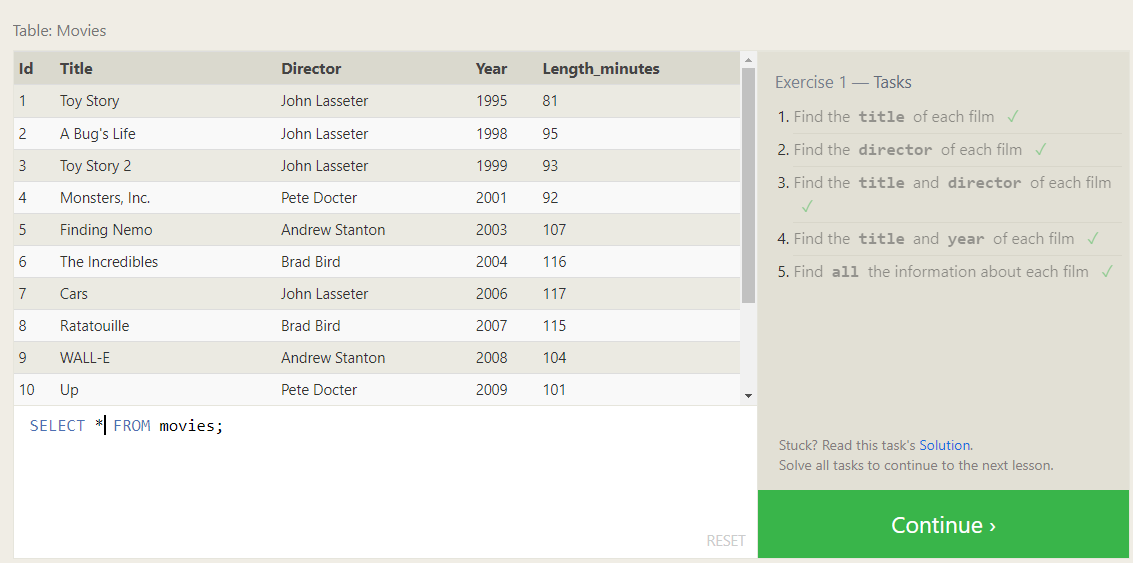 Table: Movies
Id Title Director Year Length_minutes
1 Toy Story John Lasseter 1995 81
2 A Bug's Life John Lasseter 1998 95
3 Toy Story 2 John Lasseter 1999 93
4 Monsters, Inc. Pete Docter 2001 92
5 Finding Nemo Andrew Stanton 2003 107
6 The Incredibles Brad Bird 2004 116
7 Cars John Lasseter 2006 117
8 Ratatouille Brad Bird 2007 115
9 WALL-E Andrew Stanton 2008 104
10 Up Pete Docter 2009 101
SELECT * FROM movies;
RESET
Exercise 1 — Tasks
1. Find the title of each film ✓
2. Find the director of each film ✓
3. Find the title and director of each film
✓
4. Find the title and year of each film ✓
5. Find all the information about each film ✓
Stuck? Read this task's Solution.
Solve all tasks to continue to the next lesson.
Continue ›